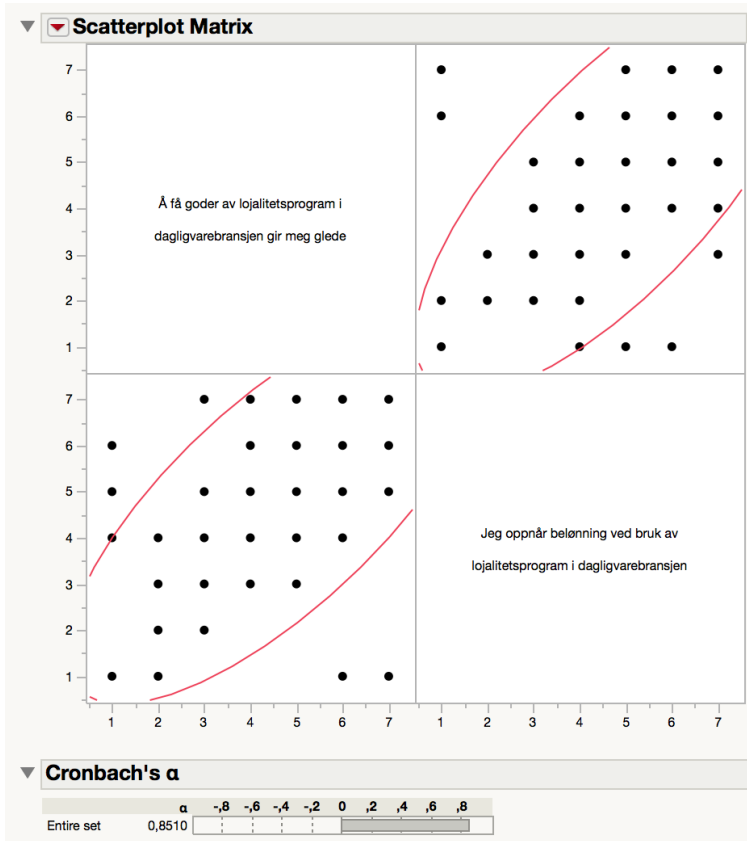 Scatterplot Matrix
7
6
5
4
3
2
1
Å få goder av lojalitetsprogram i
dagligvarebransjen gir meg glede
7
6
5
4
3
2
1
Jeg oppnår belønning ved bruk av
lojalitetsprogram i dagligvarebransjen
1 2 3 4 5 6 7 1 2 3 4 5 6 7
Cronbach's α
α -,8 -,6 -,4 -,2 0 ,2 ,4 ,6 ,8
Entire set 0,8510